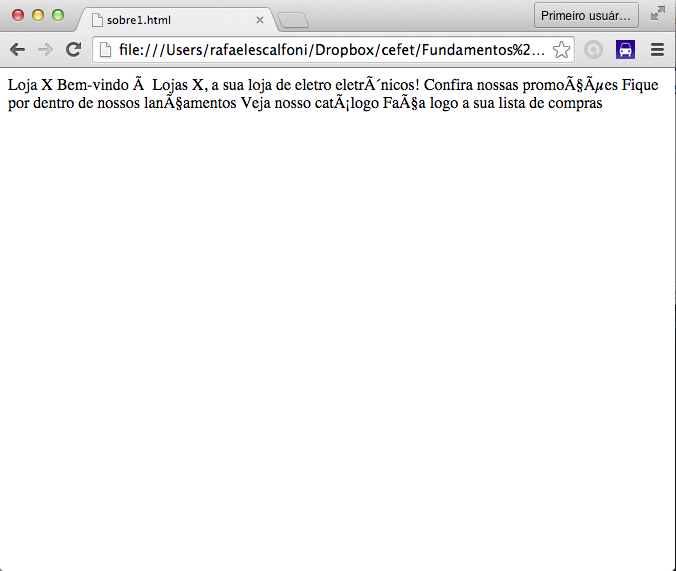 sobre1.html
Primeiro usuár...
file:///Users/rafaelescalfoni/Dropbox/cefet/Fundamentos%2...
Loja X Bem-vindo Ã  Lojas X, a sua loja de eletro eletrÃ´nicos! Confira nossas promoÃ§Ãµes Fique
por dentro de nossos lanÃ§amentos Veja nosso catÃ¡logo FaÃ§a logo a sua lista de compras